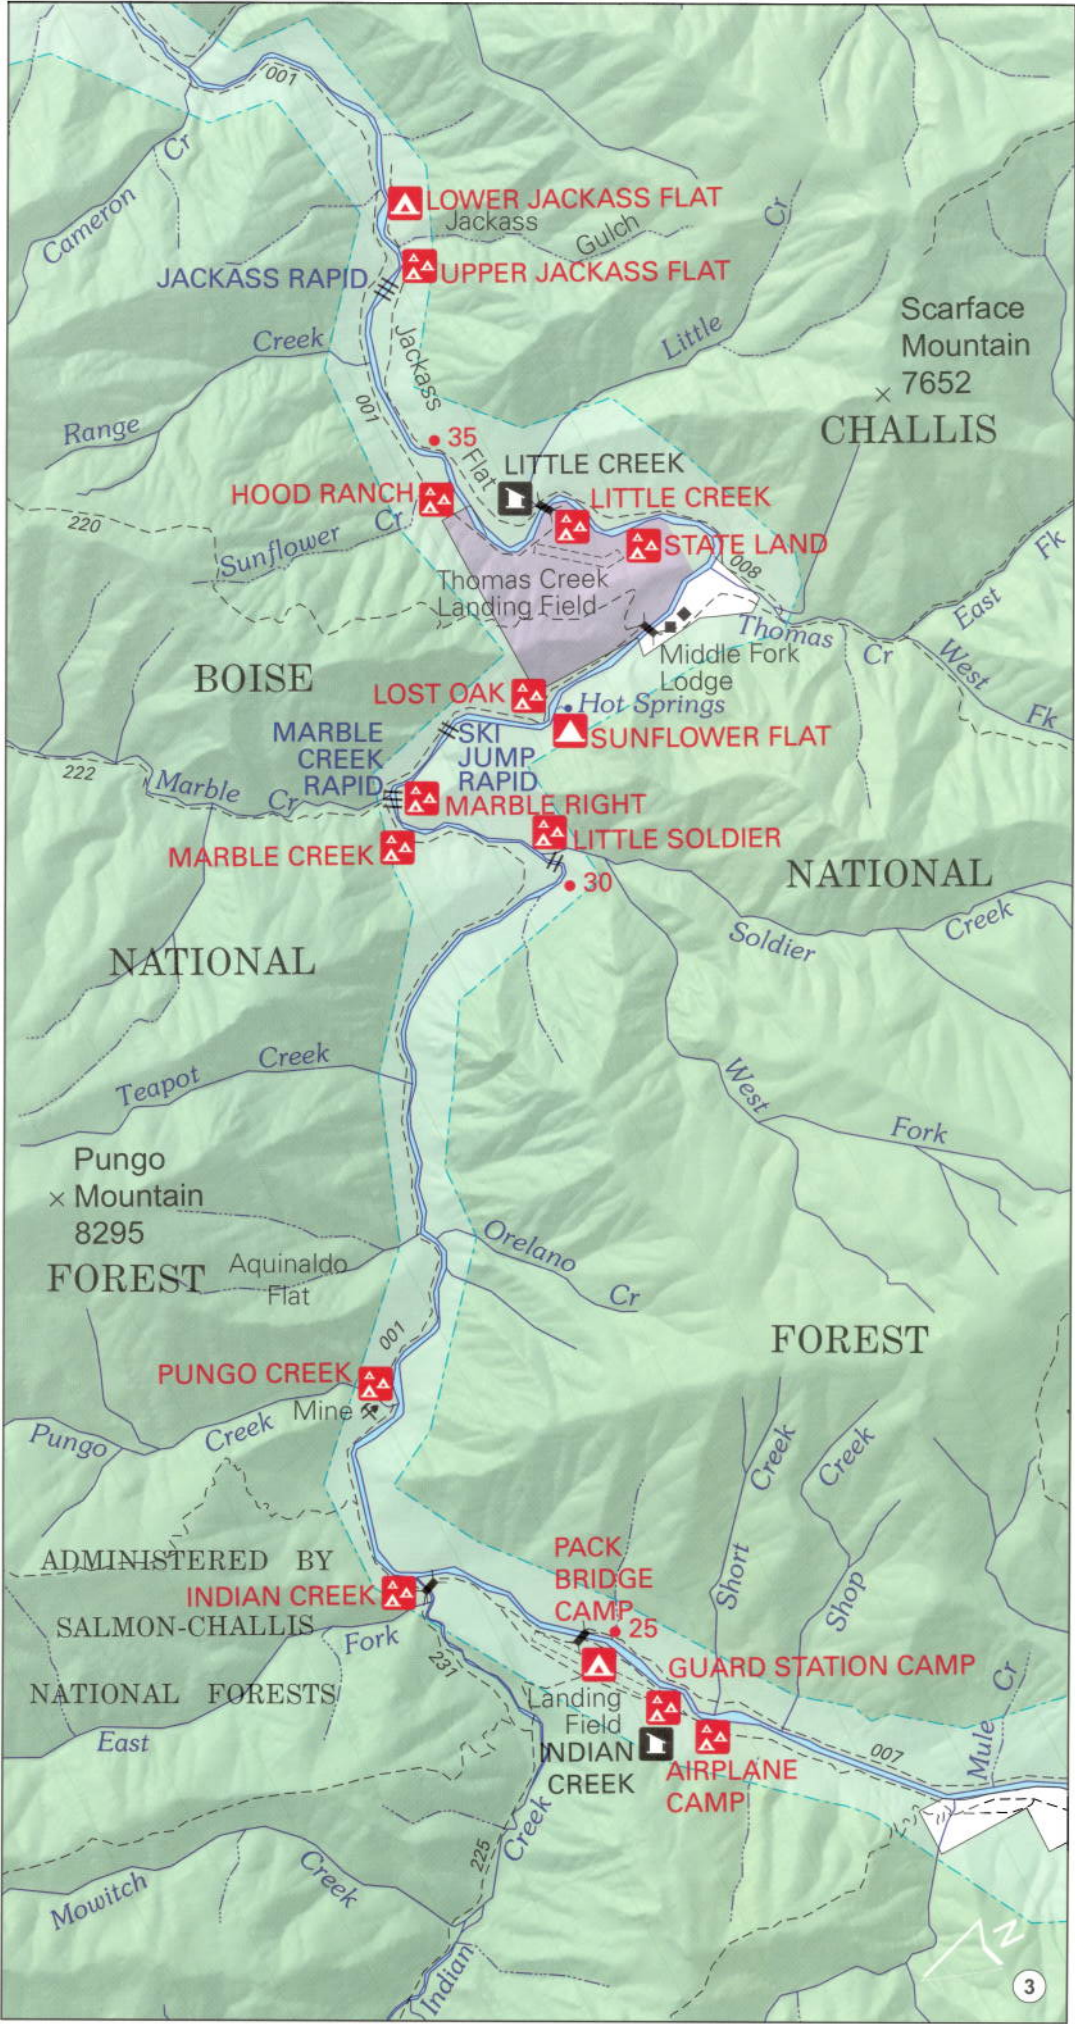 001
Cr
Cameron
LOWER JACKASS FLAT
Jackass
Gulch
Cr
JACKASS RAPID
UPPER JACKASS FLAT
Scarface
Mountain
7652
Creek
Little
Jackass
001
Range
CHALLIS
35
Flat
LITTLE CREEK
HOOD RANCH
LITTLE CREEK
220
Cr
Sunflower
STATE LAND
Fk
008
Thomas Creek
Landing Field
East
Thomas
Cr
West
Middle Fork
Lodge
BOISE
LOST OAK
Hot Springs
Fk
MARBLE
CREEK
RAPID
SKI
JUMP
RAPID
SUNFLOWER FLAT
222
Marble
Cr
MARBLE RIGHT
LITTLE SOLDIER
MARBLE CREEK
30
NATIONAL
Creek
Soldier
NATIONAL
Creek
Teapot
West
Fork
Pungo
Mountain
8295
Orelano
Cr
Aquinaldo
Flat
FOREST
001
FOREST
PUNGO CREEK
Mine
Creek
Pungo
Creek
Creek
PACK
BRIDGE
CAMP
ADMINISTERED BY
Short
Shop
INDIAN CREEK
SALMON-CHALLIS
25
Fork
231
GUARD STATION CAMP
Cr
NATIONAL FORESTS
Landing
Field
East
INDIAN
CREEK
007
Mule
AIRPLANE
CAMP
Creek
225
Creek
Mowitch
Indian
N
3